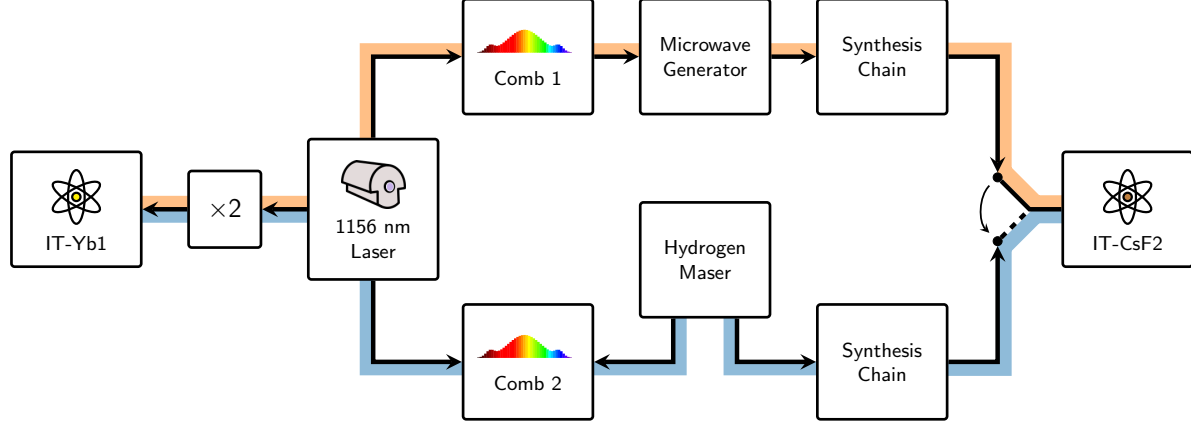 Comb 1
Microwave
Generator
Synthesis
Chain
IT-Yb1
×2
1156 nm
Laser
Hydrogen
Maser
IT-CsF2
Comb 2
Synthesis
Chain